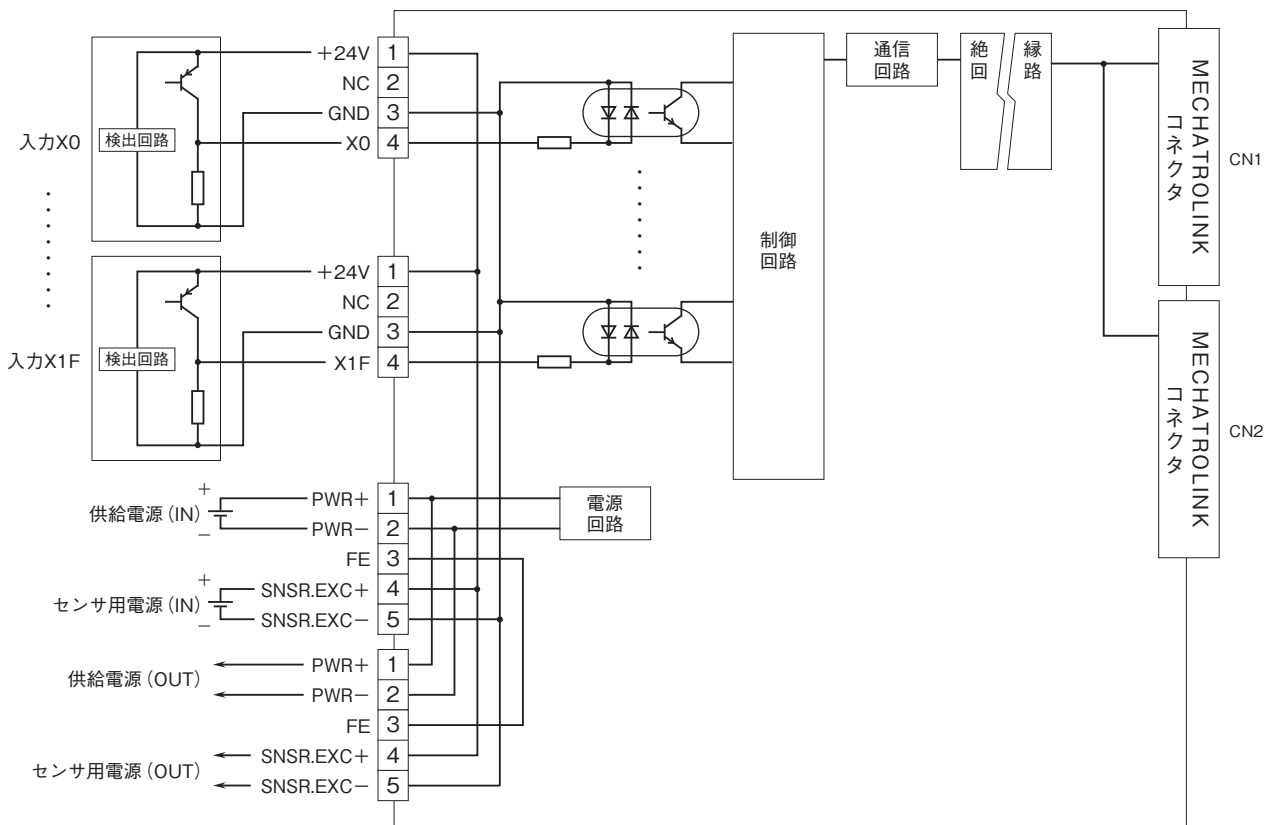 入力X0
検出回路
+24V 1
NC 2
GND 3
X0 4
入力X1F
検出回路
+24V 1
NC 2
GND 3
X1F 4
制御
回路
通信
回路
絶 縁
回 路
MECHATROLINK
コネクタ
CN1
MECHATROLINK
コネクタ
CN2
供給電源(IN)
+
−
PWR+ 1
PWR− 2
FE 3
電源
回路
センサ用電源(IN)
+
−
SNSR.EXC+ 4
SNSR.EXC− 5
供給電源(OUT)
PWR+ 1
PWR− 2
FE 3
センサ用電源(OUT)
SNSR.EXC+ 4
SNSR.EXC− 5